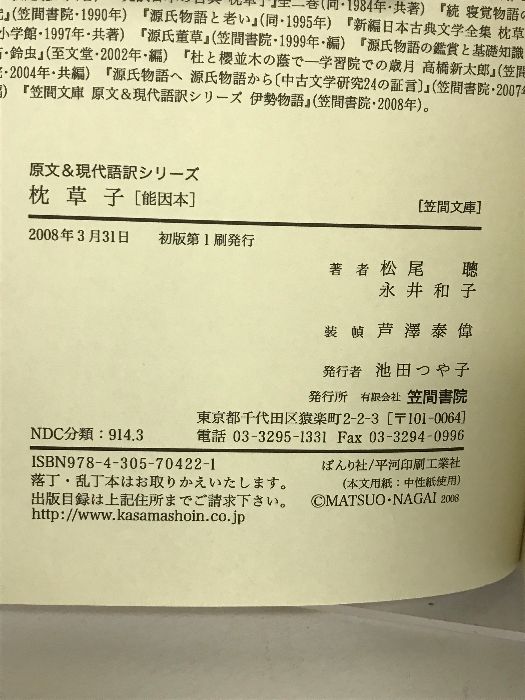 『続 寝覚物語の
(笠間書院・1990年) 『源氏物語と老い』(同・1995年) 『新編日本古典文学全集 枕草
小学館・1997年・共著) 『源氏董草』(笠間書院・1999年・編) 『源氏物語の鑑賞と基礎知識
・鈴虫』(至文堂・2002年・編) 『杜と櫻並木の蔭で―学習院での歳月 高橋新太郎』(笠間
院・2004年・共編) 『源氏物語へ 源氏物語から〔中古文学研究24の証言〕』(笠間書院・2007年
『笠間文庫 原文&現代語訳シリーズ 伊勢物語』(笠間書院・2008年)。
原文&現代語訳シリーズ
枕草子[能因本] [笠間文庫]
2008年3月31日 初版第1刷発行
著者 松尾 聰
永井和子
装幀 芦澤泰偉
発行者 池田つや子
発行所 有限会社 笠間書院
東京都千代田区猿楽町2-2-3 [〒101-0064]
NDC分類:914.3 電話 03-3295-1331 Fax 03-3294-0996
ISBN978-4-305-70422-1 ぱんり社/平河印刷工業社
落丁・乱丁本はお取りかえいたします。 (本文用紙:中性紙使用)
出版目録は上記住所までご請求下さい。 ©MATSUO・NAGAI 2008
http://www.kasamashoin.co.jp